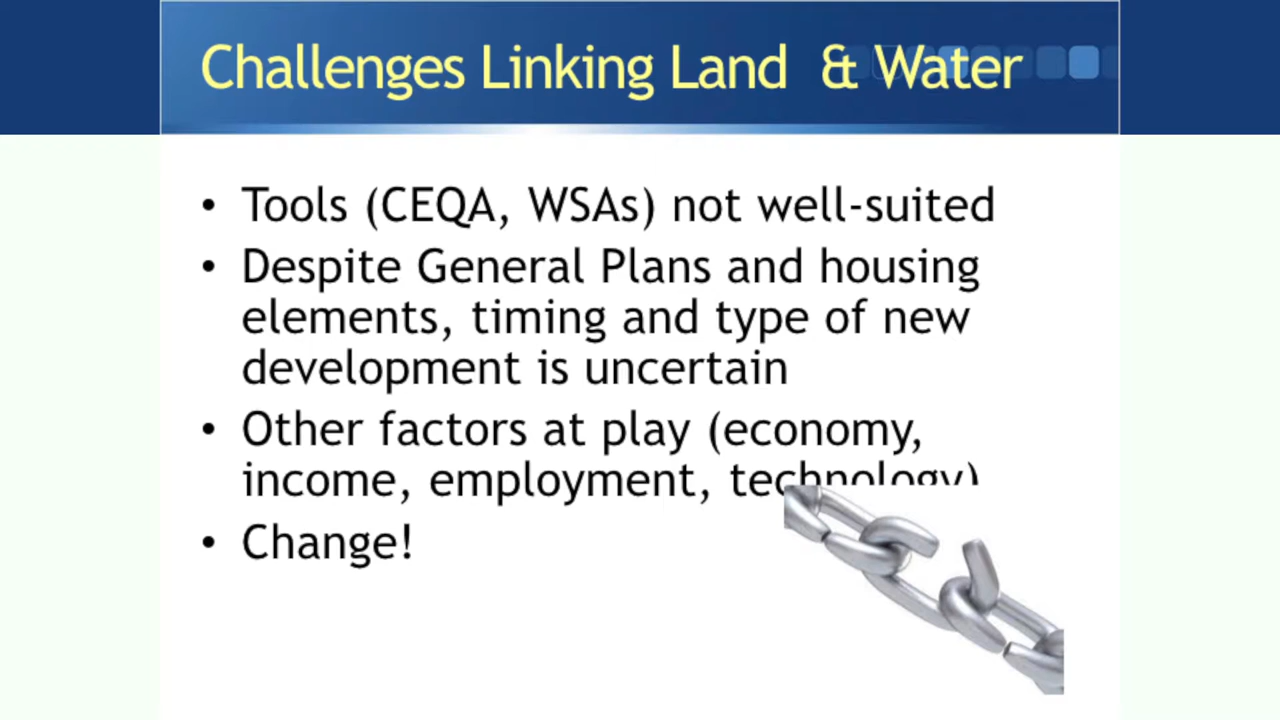 Challenges Linking Land & Water
• Tools (CEQA, WSAs) not well-suited
• Despite General Plans and housing
elements, timing and type of new
development is uncertain
• Other factors at play (economy,
income, employment, technology)
• Change!